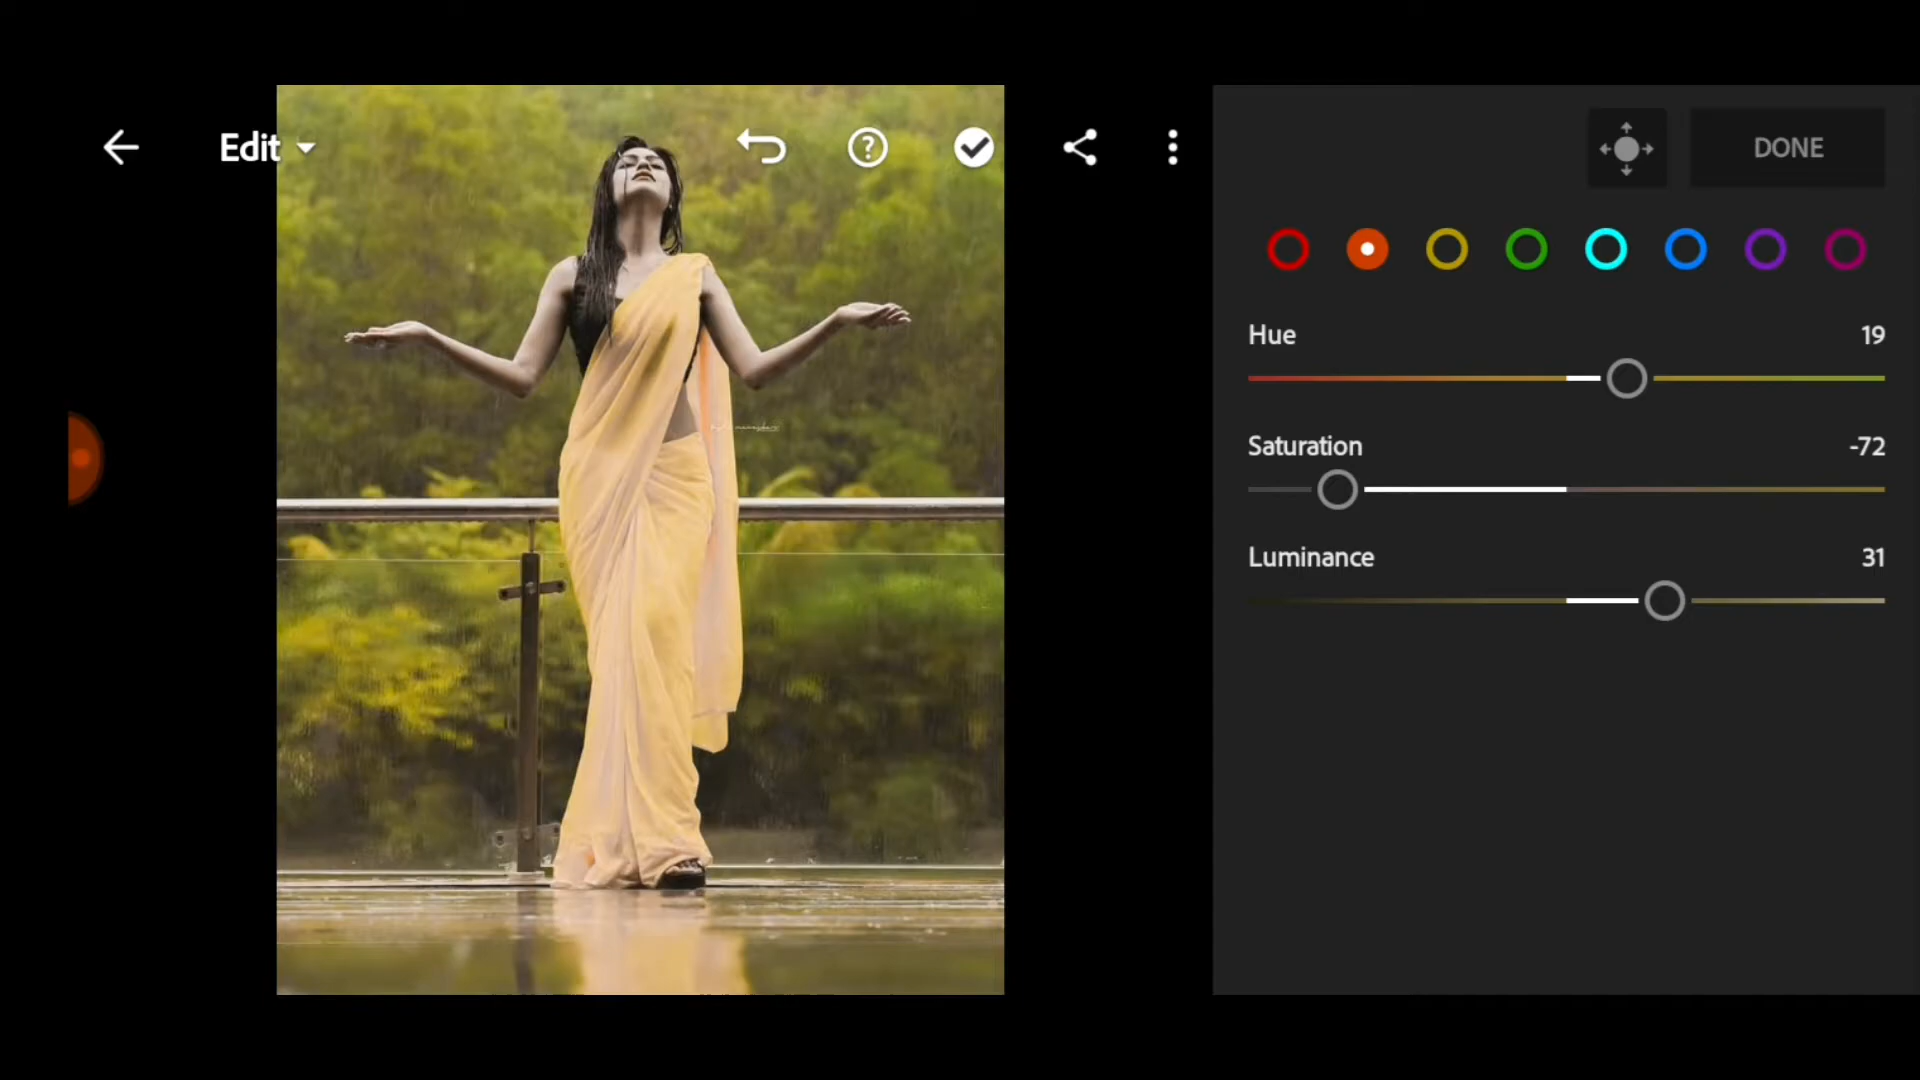 Edit
DONE
Hue 19
Saturation -72
Luminance 31